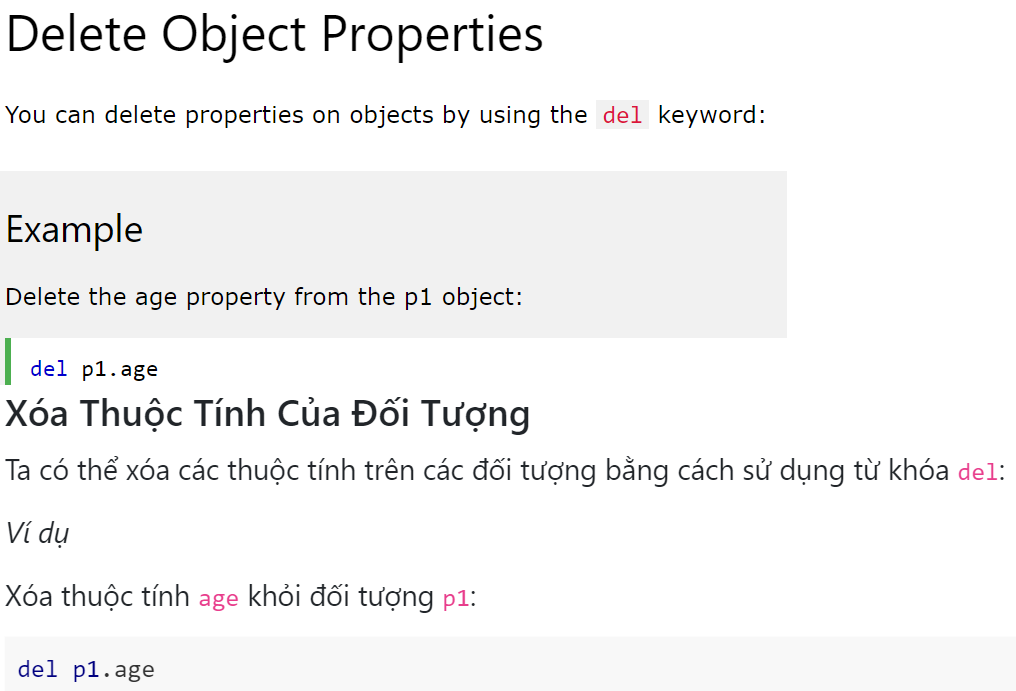 Delete Object Properties
You can delete properties on objects by using the del keyword:
Example
Delete the age property from the p1 object:
del p1.age
Xóa Thuộc Tính Của Đối Tượng
Ta có thể xóa các thuộc tính trên các đối tượng bằng cách sử dụng từ khóa del:
Ví dụ
Xóa thuộc tính age khỏi đối tượng p1:
del p1.age